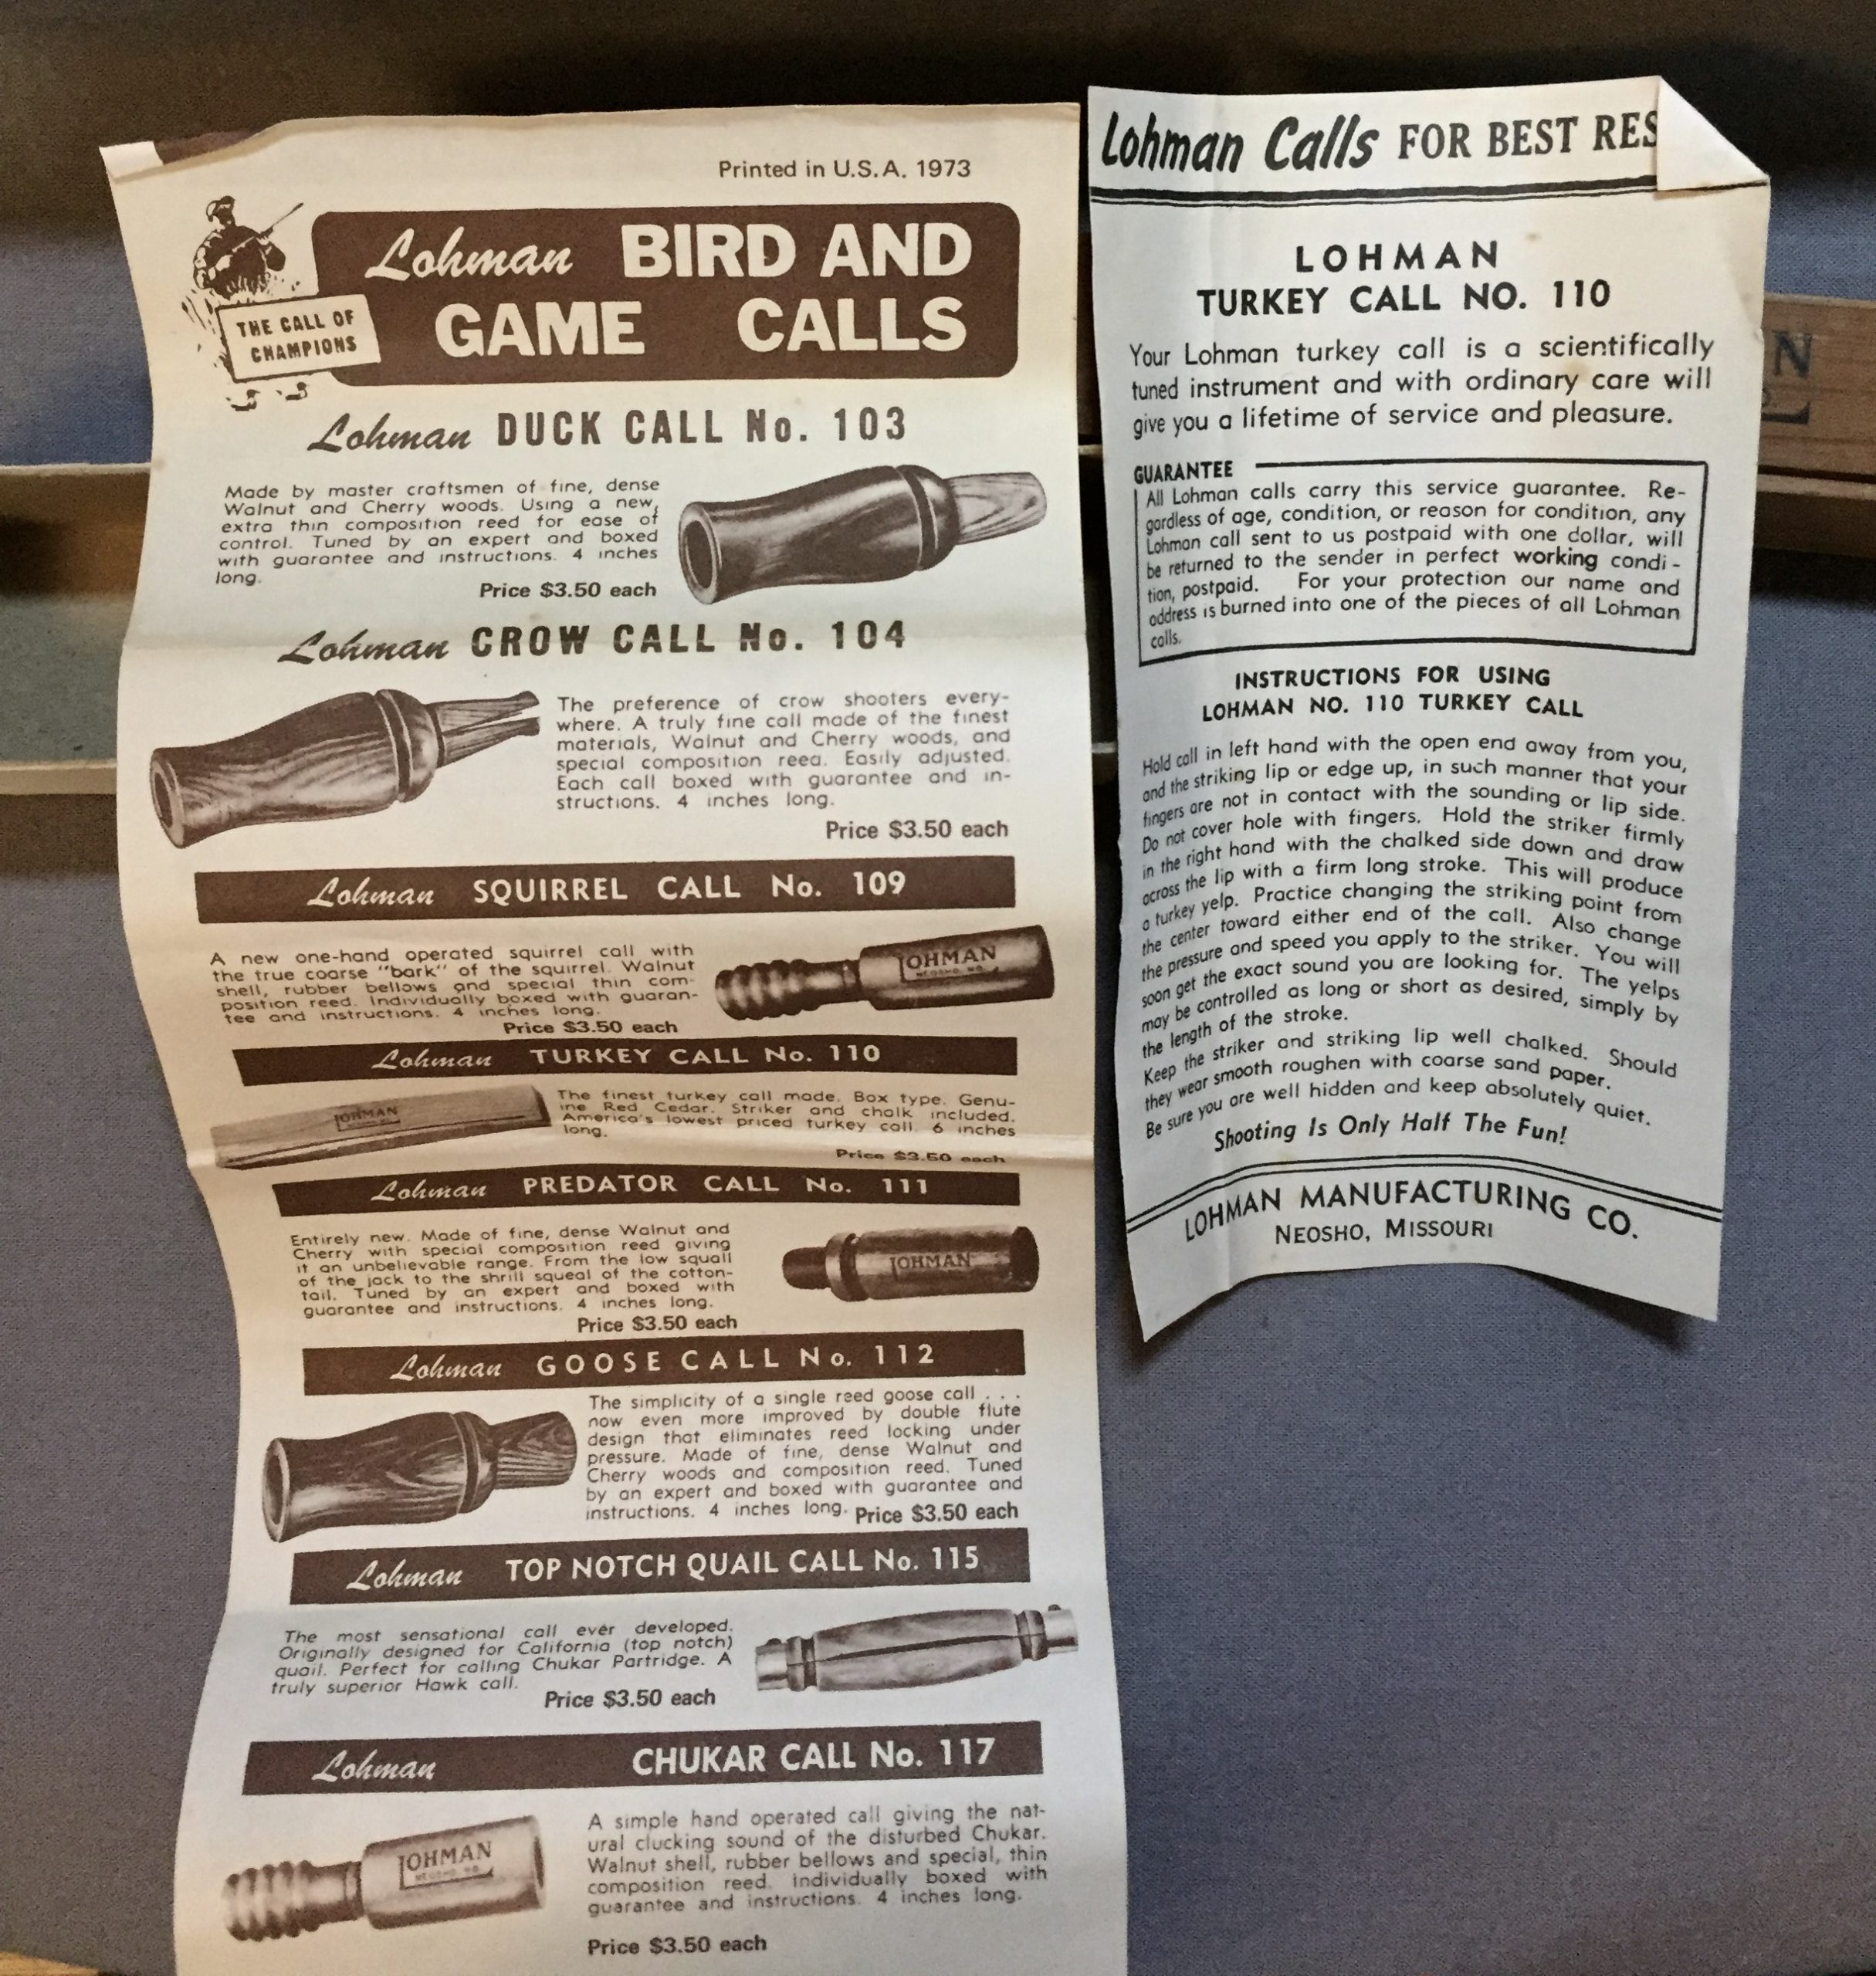 Printed in U.S.A. 1973
Lohman BIRD AND
GAME CALLS
THE CALL OF
CHAMPIONS
Lohman DUCK CALL No. 103
Made by master craftsmen of fine, dense
Walnut and Cherry woods. Using a new,
extra thin composition reed for ease of
control. Tuned by an expert and boxed
with guarantee and instructions. 4 inches
long.
Price $3.50 each
Lohman CROW CALL No. 104
The preference of crow shooters every-
where. A truly fine call made of the finest
materials, Walnut and Cherry woods, and
special composition reed. Easily adjusted.
Each call boxed with guarantee and in-
structions. 4 inches long.
Price $3.50 each
Lohman SQUIRREL CALL No. 109
A new one-hand operated squirrel call with
the true coarse "bark" of the squirrel. Walnut
shell, rubber bellows and special thin com-
position reed. Individually boxed with guaran-
tee and instructions. 4 inches long.
Price $3.50 each
LOHMAN
NEOSHO, MO.
Lohman TURKEY CALL No. 110
LOHMAN
The finest turkey call made. Box type. Genu-
ine Red Cedar. Striker and chalk included.
America's lowest priced turkey call. 6 inches
long.
Price $3.50 each
Lohman PREDATOR CALL No. 111
Entirely new. Made of fine, dense Walnut and
Cherry with special composition reed giving
it an unbelievable range. From the low squall
of the jack to the shrill squeal of the cotton-
tail. Tuned by an expert and boxed with
guarantee and instructions. 4 inches long.
Price $3.50 each
LOHMAN
Lohman GOOSE CALL No. 112
The simplicity of a single reed goose call . . .
now even more improved by double flute
design that eliminates reed locking under
pressure. Made of fine, dense Walnut and
Cherry woods and composition reed. Tuned
by an expert and boxed with guarantee and
instructions. 4 inches long. Price $3.50 each
Lohman TOP NOTCH QUAIL CALL No. 115
The most sensational call ever developed.
Originally designed for California (top notch)
quail. Perfect for calling Chukar Partridge. A
truly superior Hawk call.
Price $3.50 each
Lohman CHUKAR CALL No. 117
LOHMAN
NEOSHO, MO.
A simple hand operated call giving the nat-
ural clucking sound of the disturbed Chukar.
Walnut shell, rubber bellows and special, thin
composition reed. Individually boxed with
guarantee and instructions. 4 inches long.
Price $3.50 each
Lohman Calls FOR BEST RES
LOHMAN
TURKEY CALL NO. 110
Your Lohman turkey call is a scientifically
tuned instrument and with ordinary care will
give you a lifetime of service and pleasure.
GUARANTEE
All Lohman calls carry this service guarantee. Re-
gardless of age, condition, or reason for condition, any
Lohman call sent to us postpaid with one dollar, will
be returned to the sender in perfect working condi-
tion, postpaid. For your protection our name and
address is burned into one of the pieces of all Lohman
calls.
INSTRUCTIONS FOR USING
LOHMAN NO. 110 TURKEY CALL
Hold call in left hand with the open end away from you,
and the striking lip or edge up, in such manner that your
fingers are not in contact with the sounding or lip side.
Do not cover hole with fingers. Hold the striker firmly
in the right hand with the chalked side down and draw
across the lip with a firm long stroke. This will produce
a turkey yelp. Practice changing the striking point from
the center toward either end of the call. Also change
the pressure and speed you apply to the striker. You will
soon get the exact sound you are looking for. The yelps
may be controlled as long or short as desired, simply by
the length of the stroke.
Keep the striker and striking lip well chalked. Should
they wear smooth roughen with coarse sand paper.
Be sure you are well hidden and keep absolutely quiet.
Shooting Is Only Half The Fun!
LOHMAN MANUFACTURING CO.
NEOSHO, MISSOURI
N